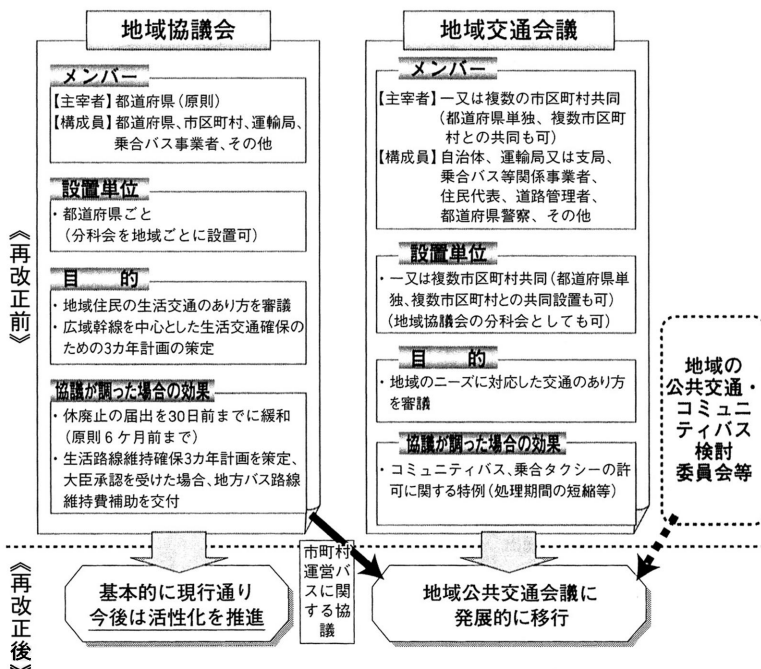 地域協議会
メンバー
【主宰者】都道府県(原則)
【構成員】都道府県、市区町村、運輸局、
乗合バス事業者、その他
設置単位
・都道府県ごと
(分科会を地域ごとに設置可)
目 的
・地域住民の生活交通のあり方を審議
・広域幹線を中心とした生活交通確保の
ための3カ年計画の策定
協議が調った場合の効果
・休廃止の届出を30日前までに緩和
(原則6ケ月前まで)
・生活路線維持確保3カ年計画を策定、
大臣承認を受けた場合、地方バス路線
維持費補助を交付
地域交通会議
メンバー
【主宰者】一又は複数の市区町村共同
(都道府県単独、複数市区町
村との共同も可)
【構成員】自治体、運輸局又は支局、
乗合バス等関係事業者、
住民代表、道路管理者、
都道府県警察、その他
設置単位
・一又は複数市区町村共同(都道府県単
独、複数市区町村との共同設置も可)
(地域協議会の分科会としても可)
目 的
・地域のニーズに対応した交通のあり方
を審議
協議が調った場合の効果
・コミュニティバス、乗合タクシーの許
可に関する特例(処理期間の短縮等)
《再改正前》
地域の
公共交通・
コミュニ
ティバス
検討
委員会等
《再改正後》
基本的に現行通り
今後は活性化を推進
市町村
運営バ
スに関
する協
議
地域公共交通会議に
発展的に移行